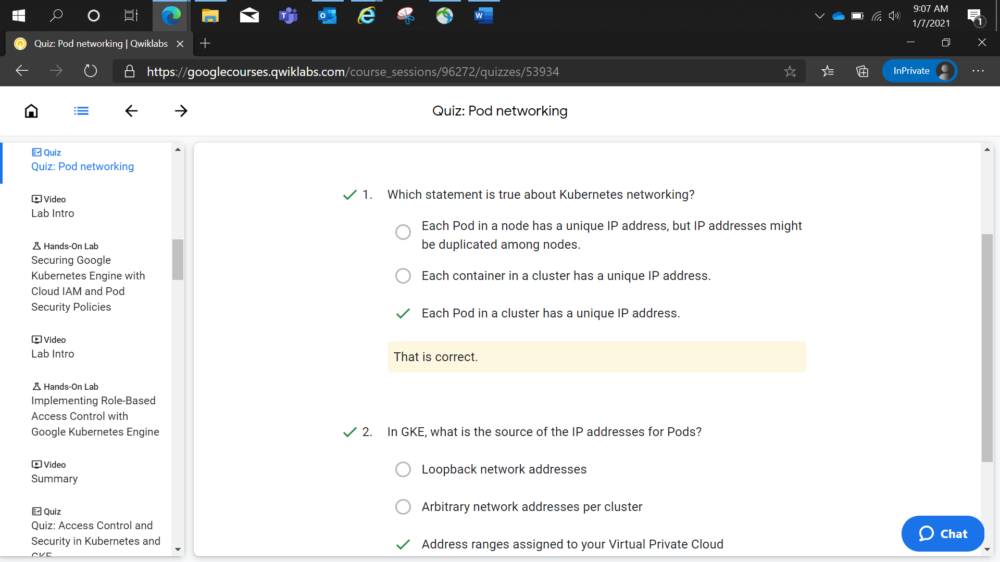 9:07 AM
1/7/2021
1
Quiz: Pod networking | Qwiklabs
https://googlecourses.qwiklabs.com/course_sessions/96272/quizzes/53934
InPrivate
Quiz: Pod networking
Quiz
Quiz: Pod networking
Video
Lab Intro
Hands-On Lab
Securing Google
Kubernetes Engine with
Cloud IAM and Pod
Security Policies
Video
Lab Intro
Hands-On Lab
Implementing Role-Based
Access Control with
Google Kubernetes Engine
Video
Summary
Quiz
Quiz: Access Control and
Security in Kubernetes and
GKE
1. Which statement is true about Kubernetes networking?
Each Pod in a node has a unique IP address, but IP addresses might
be duplicated among nodes.
Each container in a cluster has a unique IP address.
Each Pod in a cluster has a unique IP address.
That is correct.
2. In GKE, what is the source of the IP addresses for Pods?
Loopback network addresses
Arbitrary network addresses per cluster
Address ranges assigned to your Virtual Private Cloud
Chat